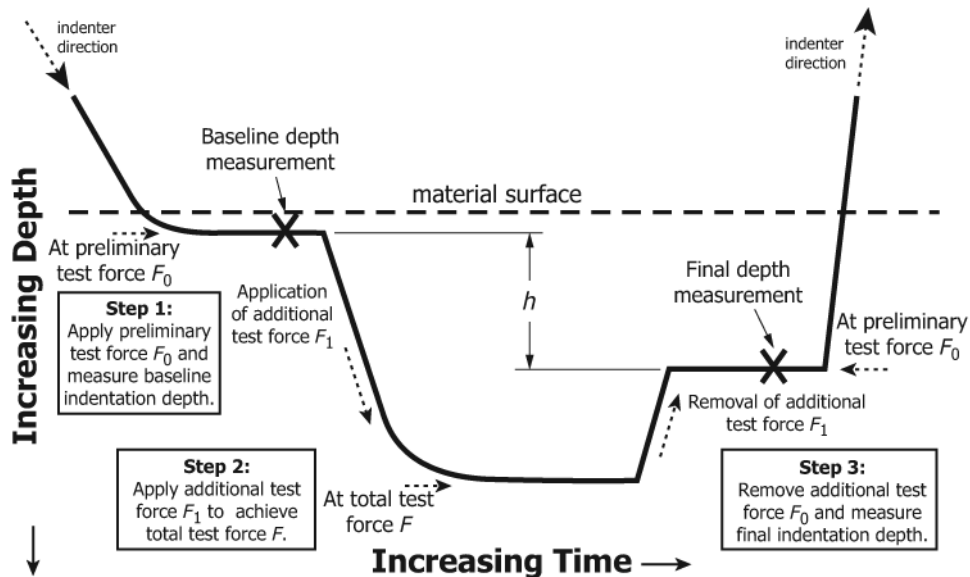 indenter
direction
indenter
direction
Baseline depth
measurement
material surface
At preliminary
test force F₀
Step 1:
Apply preliminary
test force F₀ and
measure baseline
indentation depth.
Application
of additional
test force F₁
h
Final depth
measurement
At preliminary
test force F₀
Removal of additional
test force F₁
Step 2:
Apply additional test
force F₁ to achieve
total test force F.
At total test
force F
Step 3:
Remove additional test
force F₀ and measure
final indentation depth.
Increasing Depth
Increasing Time